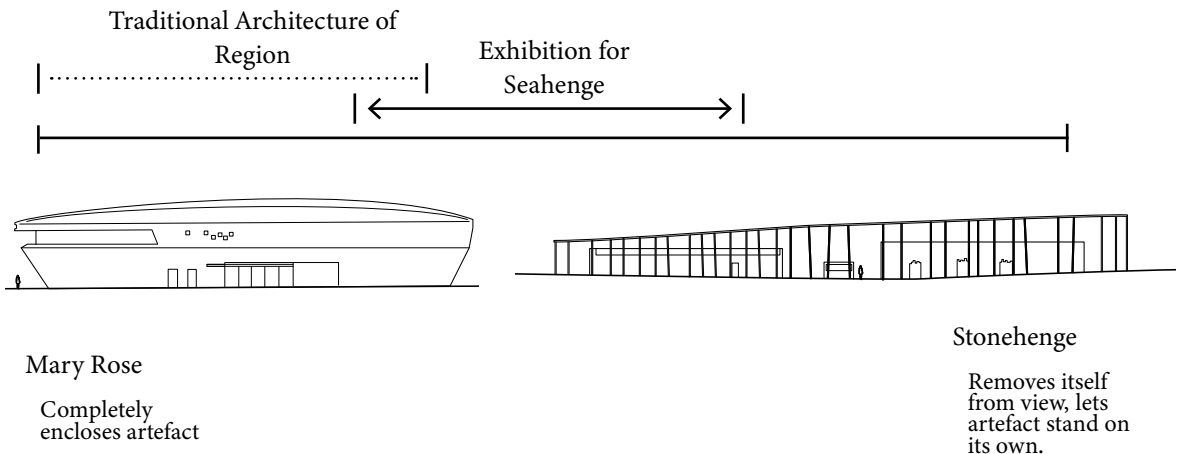 Traditional Architecture of
Region
Exhibition for
Seahenge
Mary Rose
Completely
encloses artefact
Stonehenge
Removes itself
from view, lets
artefact stand on
its own.